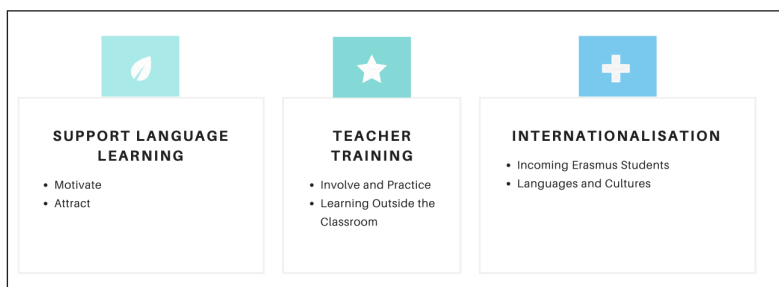 SUPPORT LANGUAGE
LEARNING
• Motivate
• Attract
TEACHER
TRAINING
• Involve and Practice
• Learning Outside the
Classroom
INTERNATIONALISATION
• Incoming Erasmus Students
• Languages and Cultures